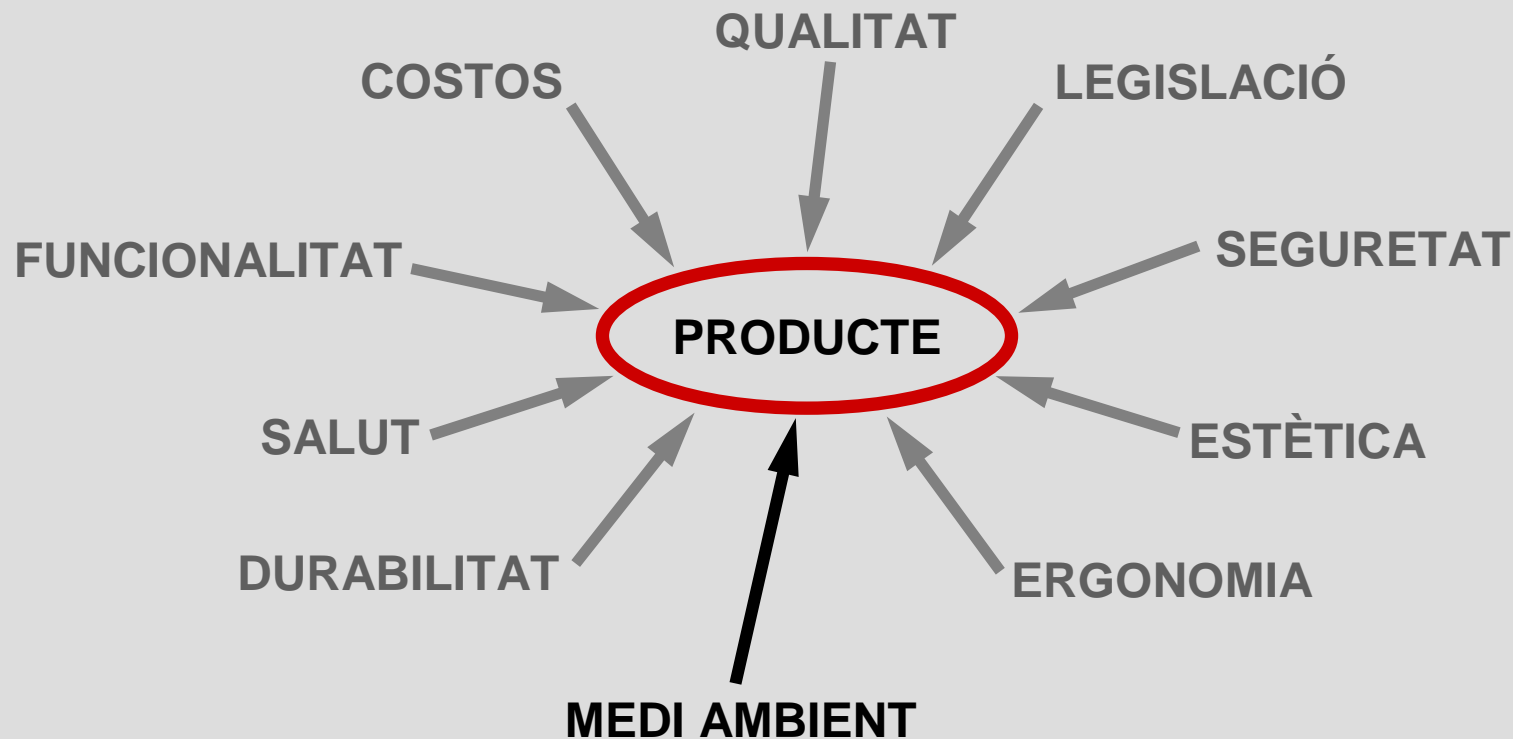 QUALITAT
COSTOS
LEGISLACIÓ
FUNCIONALITAT
SEGURETAT
PRODUCTE
SALUT
ESTÈTICA
DURABILITAT
ERGONOMIA
MEDI AMBIENT